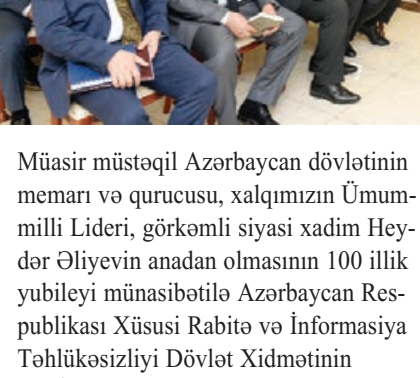 Müasir müstəqil Azərbaycan dövlətinin
memarı və qurucusu, xalqımızın Ümum-
milli Lideri, görkəmli siyasi xadim Hey-
dər Əliyevin anadan olmasının 100 illik
yubileyi münasibətilə Azərbaycan Res-
publikası Xüsusi Rabitə və İnformasiya
Təhlükəsizliyi Dövlət Xidmətinin